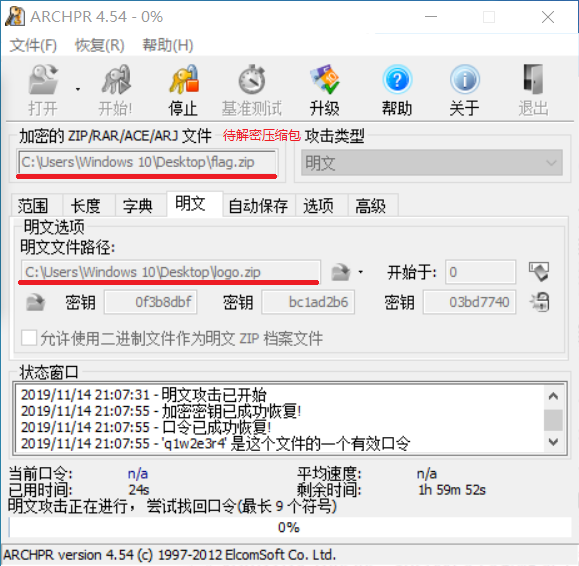 ARCHPR 4.54 - 0%
文件(F) 恢复(R) 帮助(H)
打开 开始! 停止 基准测试 升级 帮助 关于 退出
加密的 ZIP/RAR/ACE/ARJ 文件 待解密压缩包 攻击类型
C:\Users\Windows 10\Desktop\flag.zip 明文
范围 长度 字典 明文 自动保存 选项 高级
明文选项
明文文件路径:
C:\Users\Windows 10\Desktop\logo.zip 开始于: 0
密钥 0f3b8dbf 密钥 bc1ad2b6 密钥 03bd7740
允许使用二进制文件作为明文 ZIP 档案文件
状态窗口
2019/11/14 21:07:31 - 明文攻击已开始
2019/11/14 21:07:55 - 加密密钥已成功恢复!
2019/11/14 21:07:55 - 口令已成功恢复!
2019/11/14 21:07:55 - 'q1w2e3r4' 是这个文件的一个有效口令
当前口令: n/a 平均速度: n/a
已用时间: 24s 剩余时间: 1h 59m 52s
明文攻击正在进行，尝试找回口令(最长 9 个符号)
0%
ARCHPR version 4.54 (c) 1997-2012 ElcomSoft Co. Ltd.